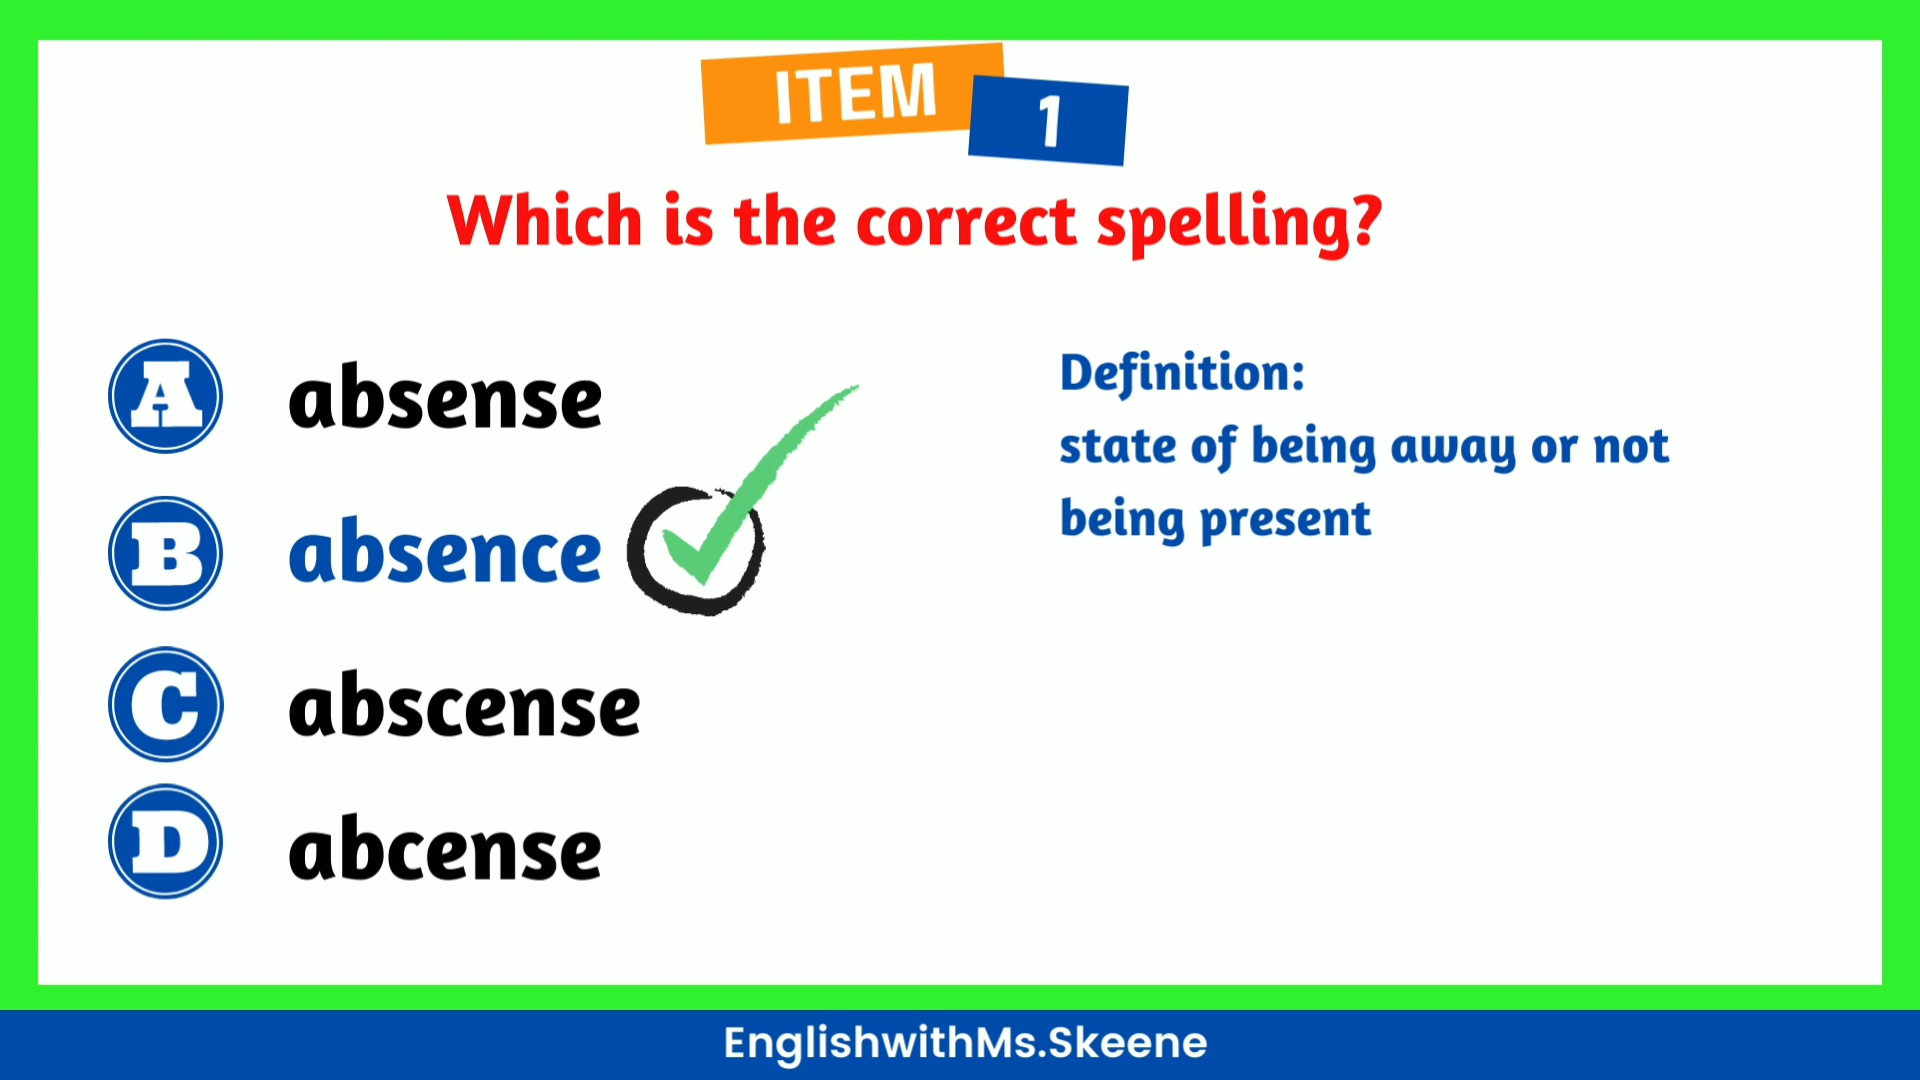 ITEM 1
Which is the correct spelling?
A absense
B absence
C abscense
D abcense
Definition:
state of being away or not
being present
EnglishwithMs.Skeene